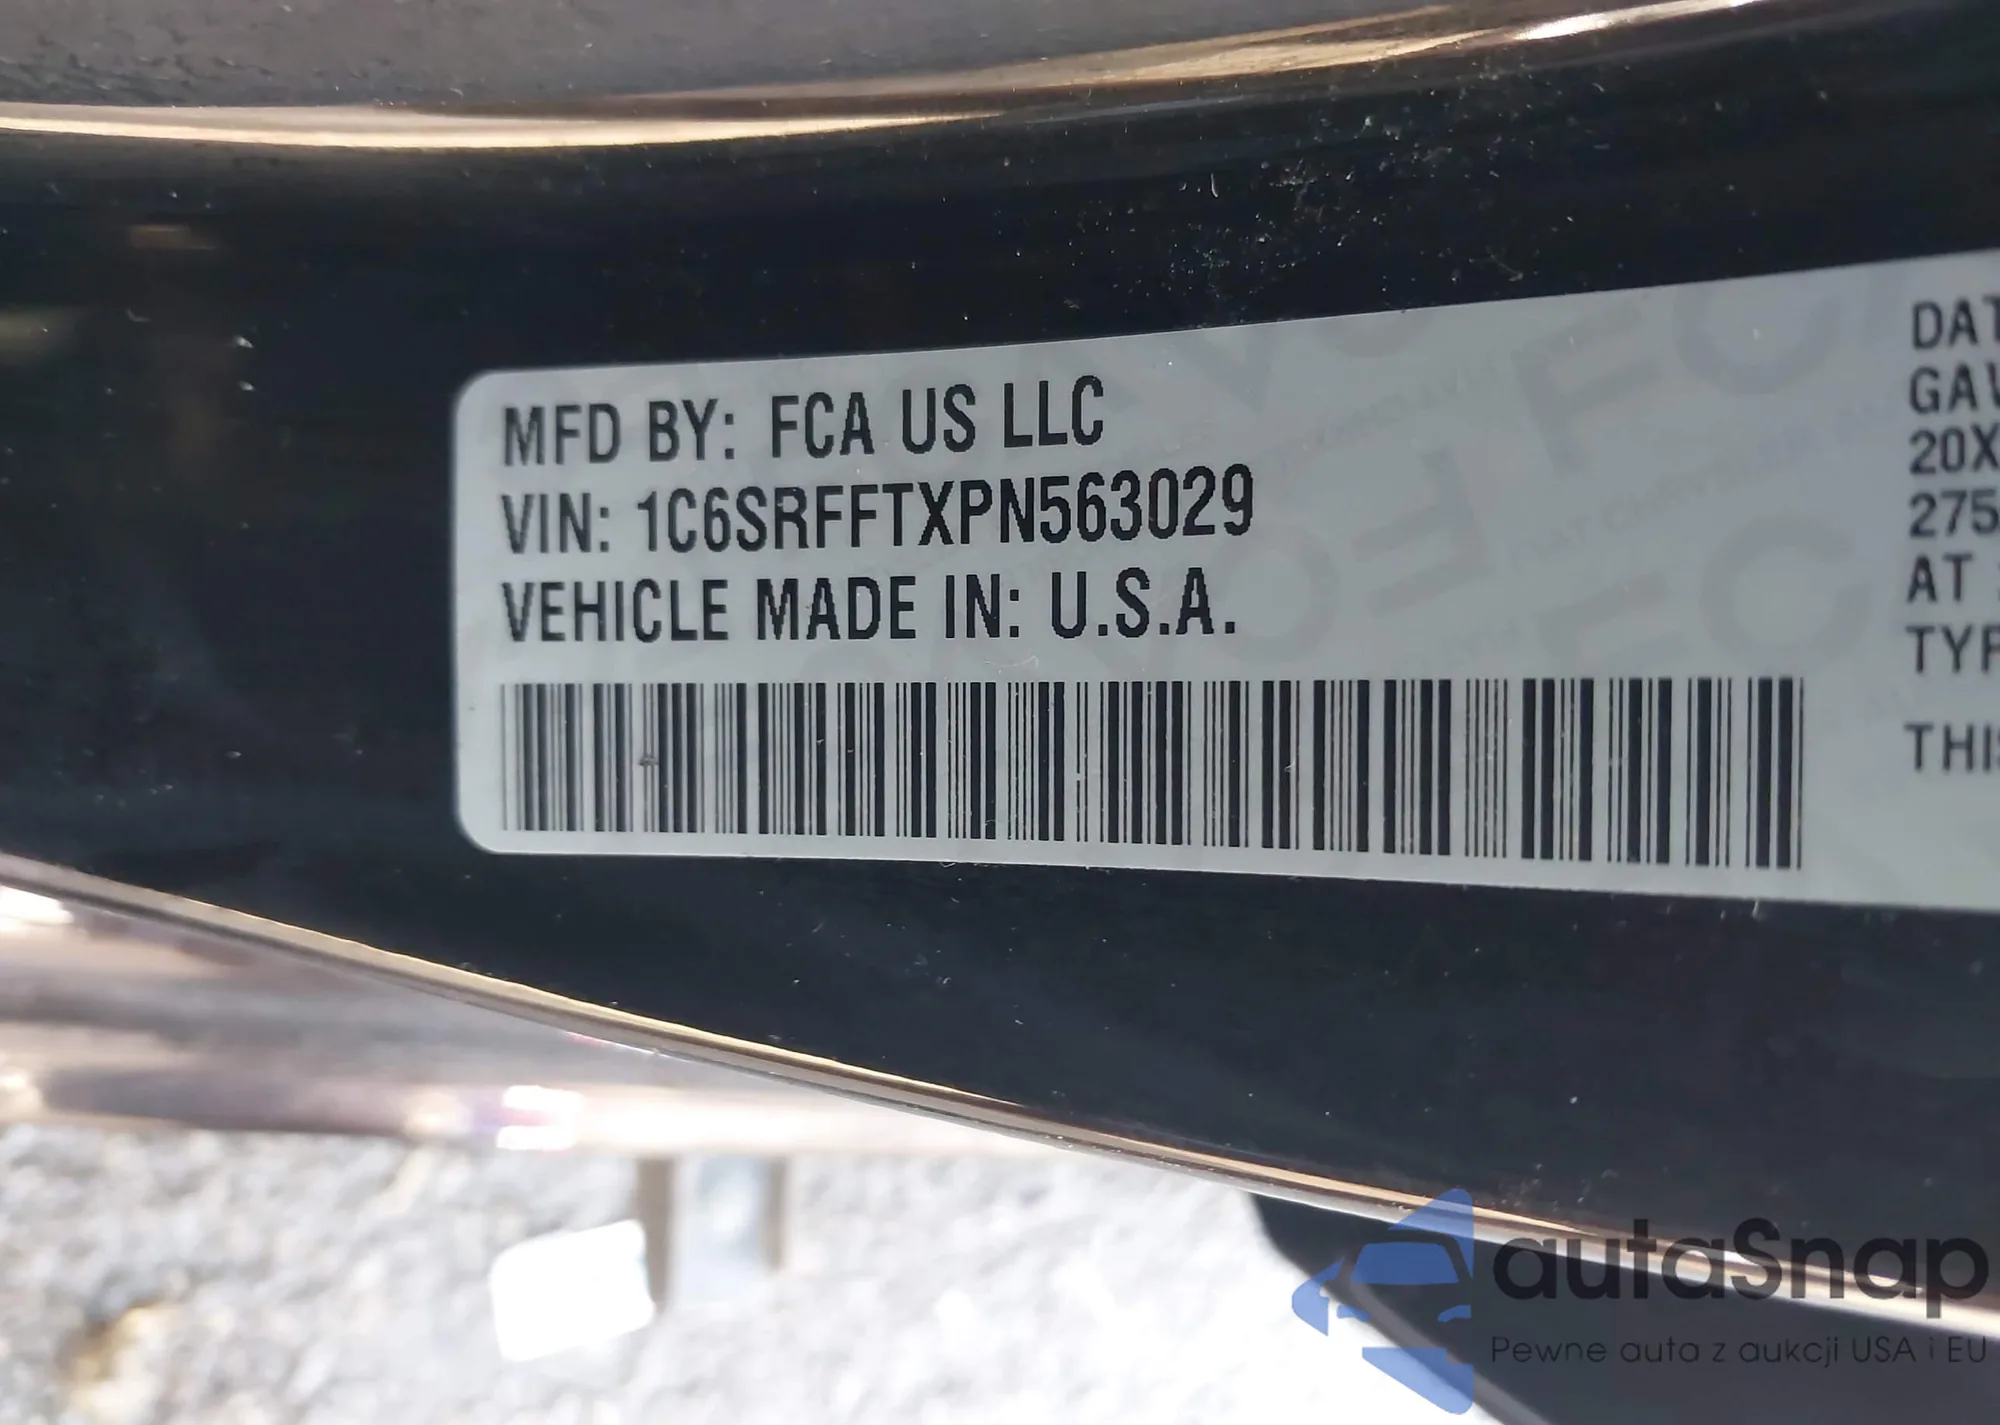 MFD BY: FCA US LLC
VIN: 1C6SRFFTXPN563029
VEHICLE MADE IN: U.S.A.
DAT
GAV
20X
275
AT
TYP
THIS
autaSnap
Pewne auta z aukcji USA i EU